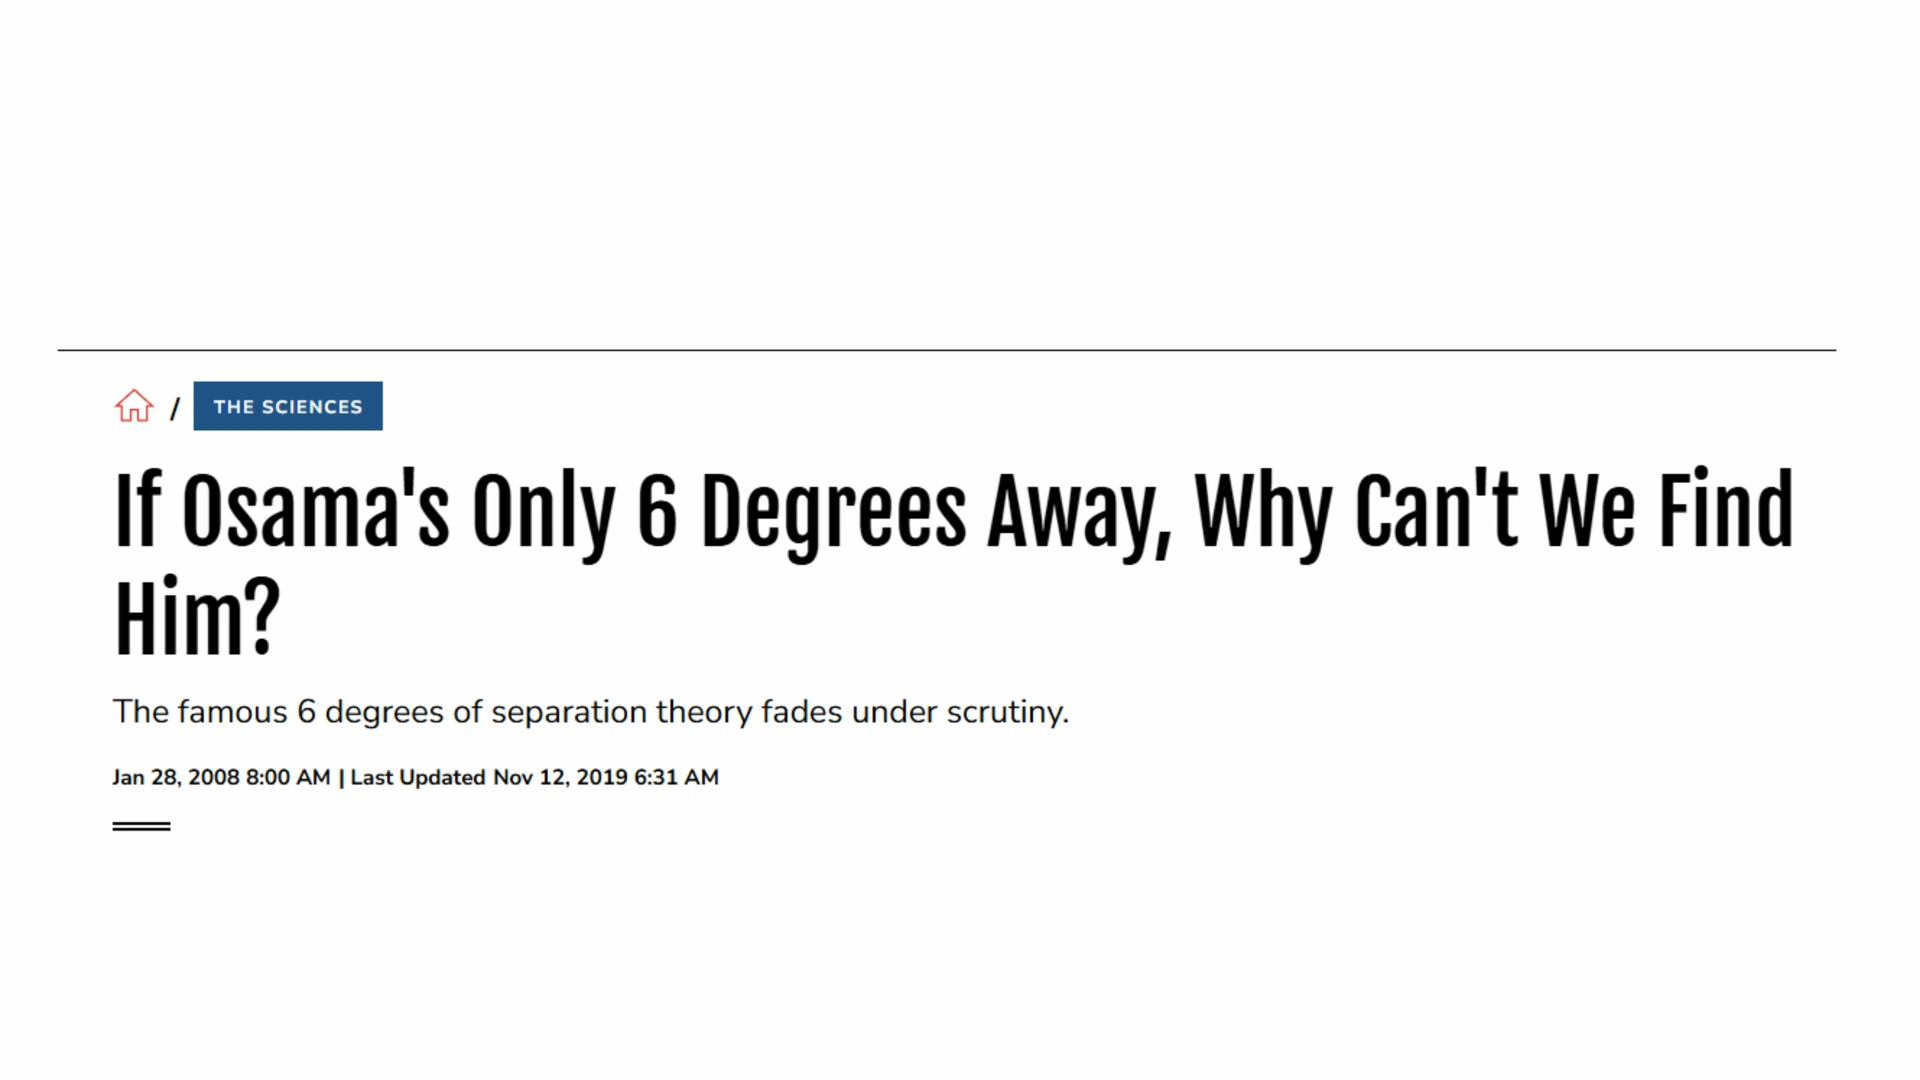 / THE SCIENCES
If Osama's Only 6 Degrees Away, Why Can't We Find
Him?
The famous 6 degrees of separation theory fades under scrutiny.
Jan 28, 2008 8:00 AM | Last Updated Nov 12, 2019 6:31 AM